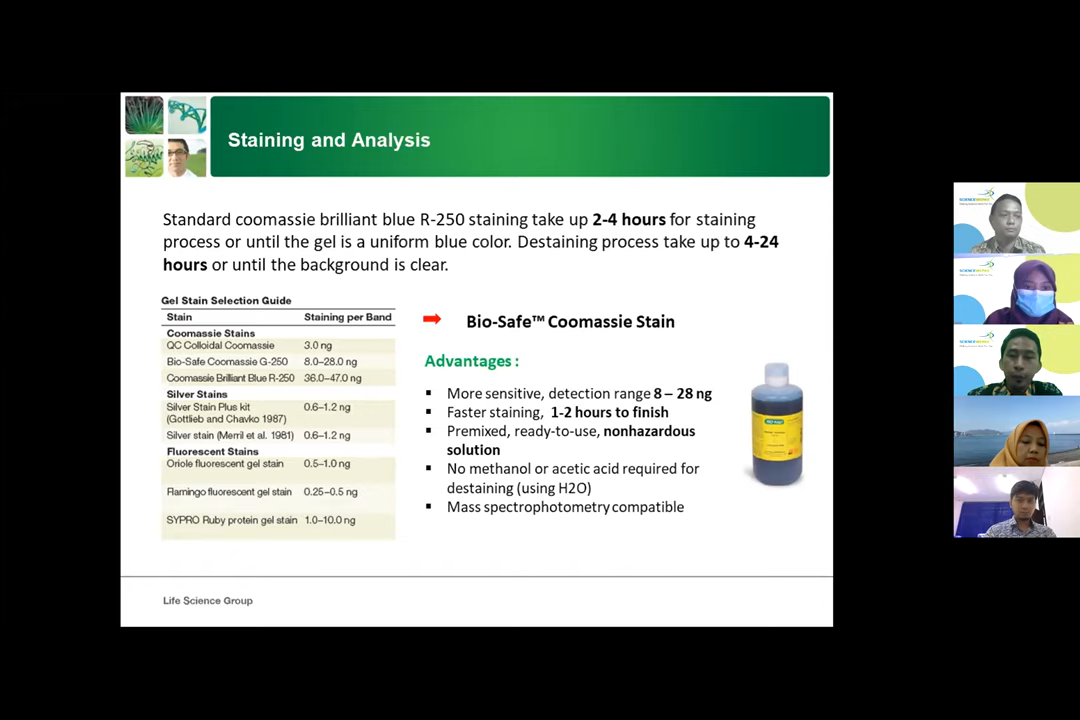 Staining and Analysis
Standard coomassie brilliant blue R-250 staining take up 2-4 hours for staining
process or until the gel is a uniform blue color. Destaining process take up to 4-24
hours or until the background is clear.
Gel Stain Selection Guide
Stain Staining per Band
Coomassie Stains
QC Colloidal Coomassie 3.0 ng
Bio-Safe Coomassie G-250 8.0–28.0 ng
Coomassie Brilliant Blue R-250 36.0–47.0 ng
Silver Stains
Silver Stain Plus kit 0.6–1.2 ng
(Gottlieb and Chavko 1987)
Silver stain (Merril et al. 1981) 0.6–1.2 ng
Fluorescent Stains
Oriole fluorescent gel stain 0.5–1.0 ng
Flamingo fluorescent gel stain 0.25–0.5 ng
SYPRO Ruby protein gel stain 1.0–10.0 ng
Bio-Safe™ Coomassie Stain
Advantages :
▪ More sensitive, detection range 8 – 28 ng
▪ Faster staining, 1-2 hours to finish
▪ Premixed, ready-to-use, nonhazardous
solution
▪ No methanol or acetic acid required for
destaining (using H2O)
▪ Mass spectrophotometry compatible
BIO-RAD
Life Science Group
SCIENCEWERKE
SCIENCEWERKE
SCIENCEWERKE